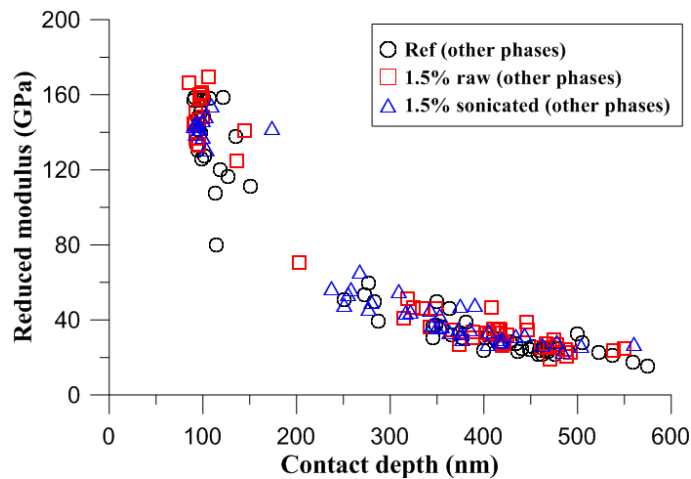 200
160
120
80
40
0
Reduced modulus (GPa)
Ref (other phases)
1.5% raw (other phases)
1.5% sonicated (other phases)
0 100 200 300 400 500 600
Contact depth (nm)